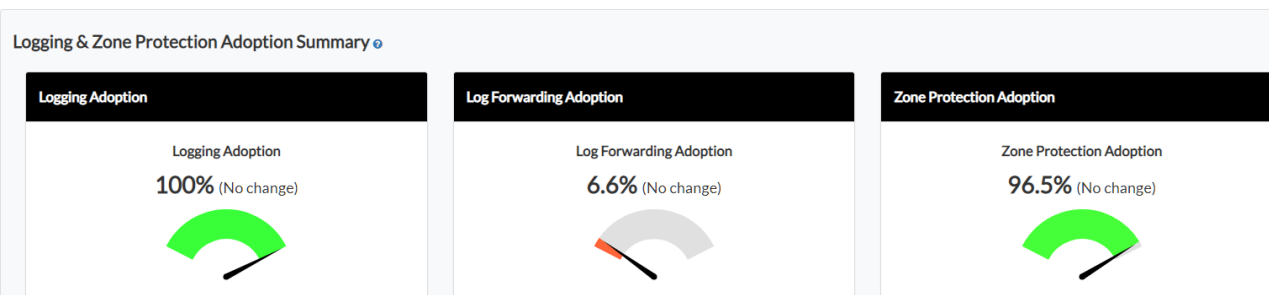 Logging & Zone Protection Adoption Summary
Logging Adoption
Log Forwarding Adoption
Zone Protection Adoption
Logging Adoption
100% (No change)
Log Forwarding Adoption
6.6% (No change)
Zone Protection Adoption
96.5% (No change)